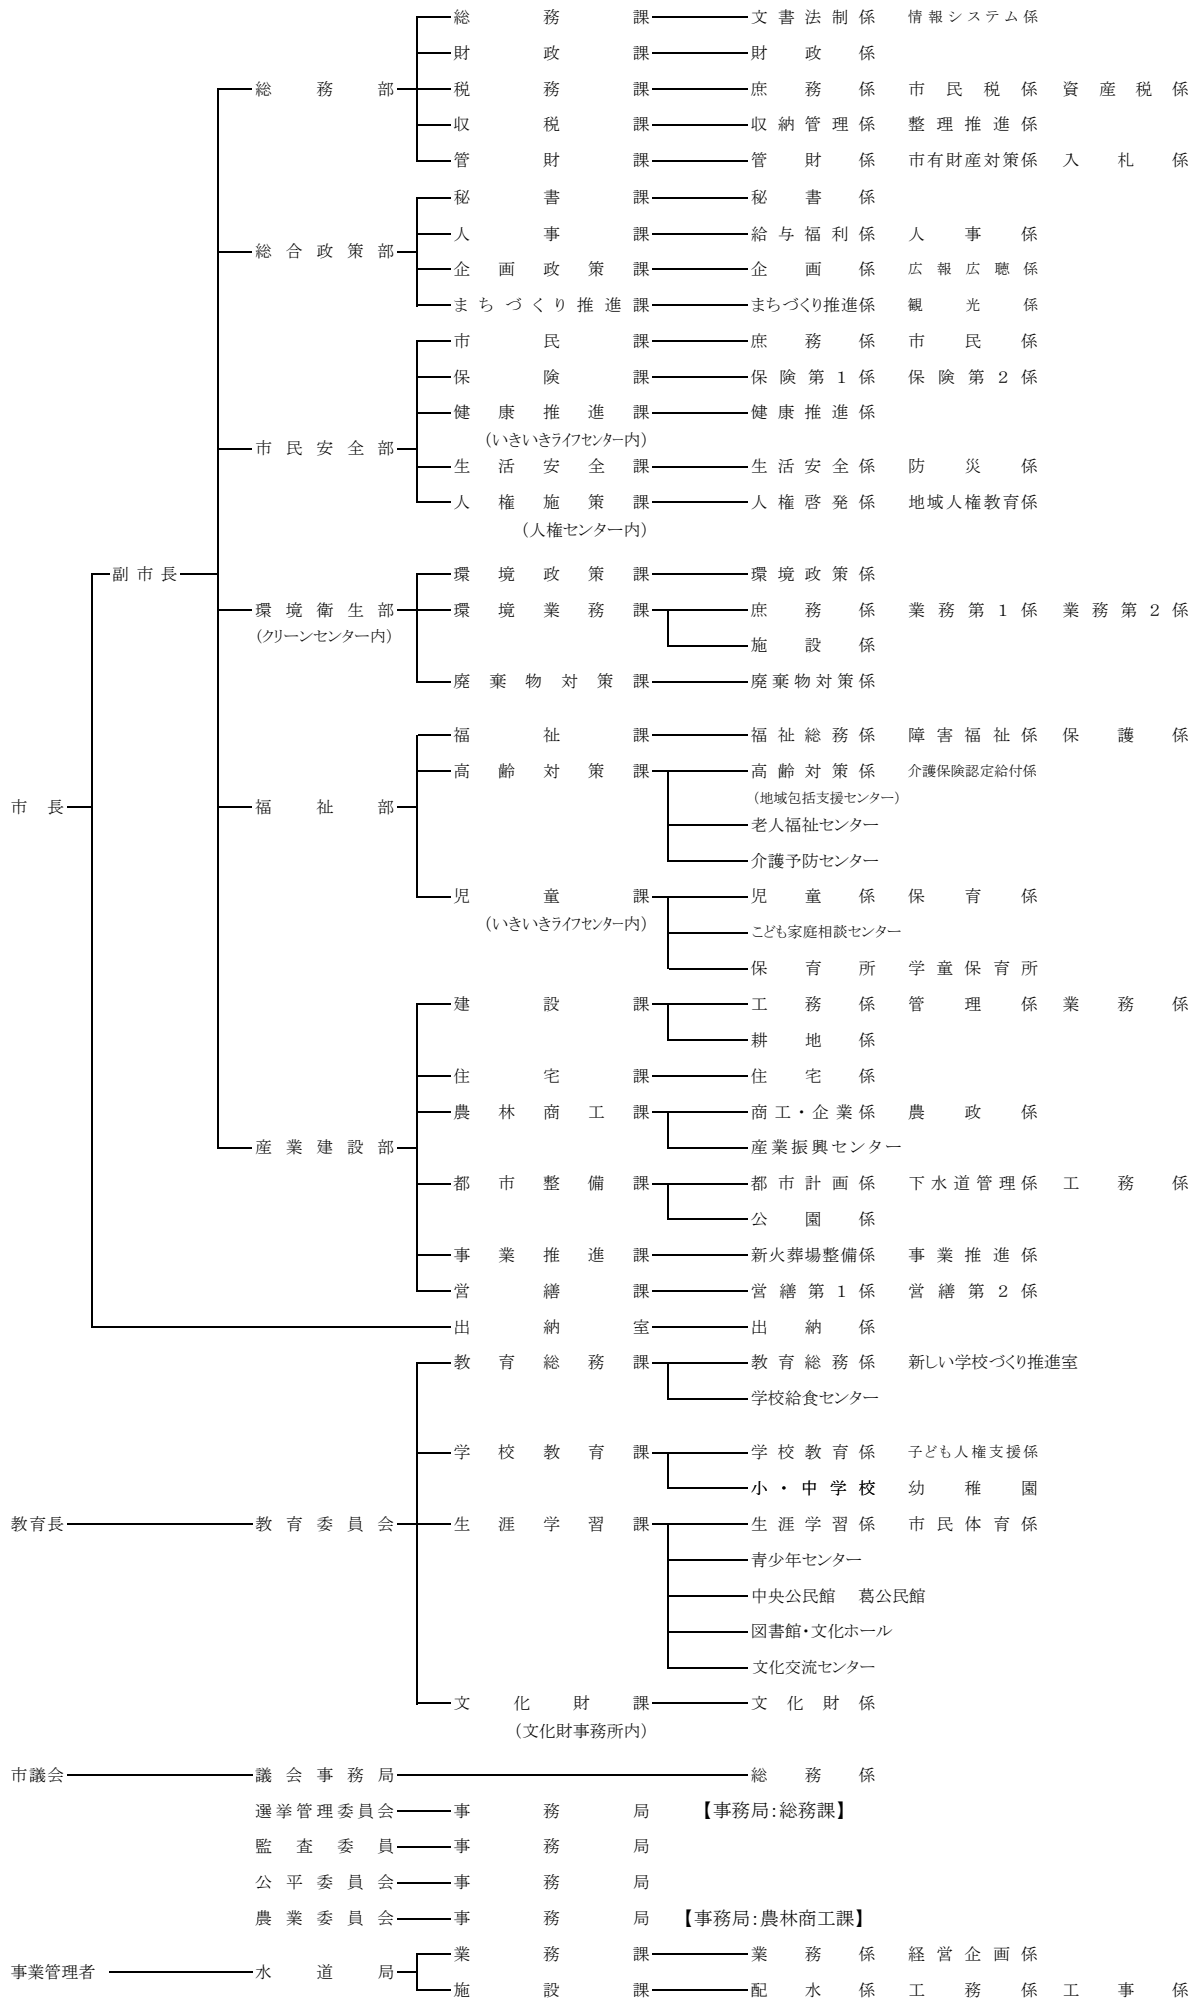 総務課 文書法制係 情報システム係
財政課 財政係
総務部 税務課 庶務係 市民税係 資産税係
収税課 収納管理係 整理推進係
管財課 管財係 市有財産対策係 入札係
秘書課 秘書係
人事課 給与福利係 人事係
総合政策部
企画政策課 企画係 広報広聴係
まちづくり推進課 まちづくり推進係 観光係
市民課 庶務係 市民係
保険課 保険第1係 保険第2係
健康推進課 健康推進係
(いきいきライフセンター内)
市民安全部
生活安全課 生活安全係 防災係
人権施策課 人権啓発係 地域人権教育係
(人権センター内)
副市長 環境政策課 環境政策係
環境衛生部 環境業務課 庶務係 業務第1係 業務第2係
(クリーンセンター内)
施設係
廃棄物対策課 廃棄物対策係
福祉課 福祉総務係 障害福祉係 保護係
高齢対策課 高齢対策係 介護保険認定給付係
(地域包括支援センター)
市長 福祉部
老人福祉センター
介護予防センター
児童課 児童係 保育係
(いきいきライフセンター内)
こども家庭相談センター
保育所 学童保育所
建設課 工務係 管理係 業務係
耕地係
住宅課 住宅係
農林商工課 商工・企業係 農政係
産業建設部 産業振興センター
都市整備課 都市計画係 下水道管理係 工務係
公園係
事業推進課 新火葬場整備係 事業推進係
営繕課 営繕第1係 営繕第2係
出納室 出納係
教育総務課 教育総務係 新しい学校づくり推進室
学校給食センター
学校教育課 学校教育係 子ども人権支援係
小・中学校 幼稚園
教育長 教育委員会 生涯学習課 生涯学習係 市民体育係
青少年センター
中央公民館 葛公民館
図書館・文化ホール
文化交流センター
文化財課 文化財係
(文化財事務所内)
市議会 議会事務局 総務係
選挙管理委員会 事務局 【事務局:総務課】
監査委員 事務局
公平委員会 事務局
農業委員会 事務局 【事務局:農林商工課】
業務課 業務係 経営企画係
事業管理者 水道局
施設課 配水係 工務係 工事係